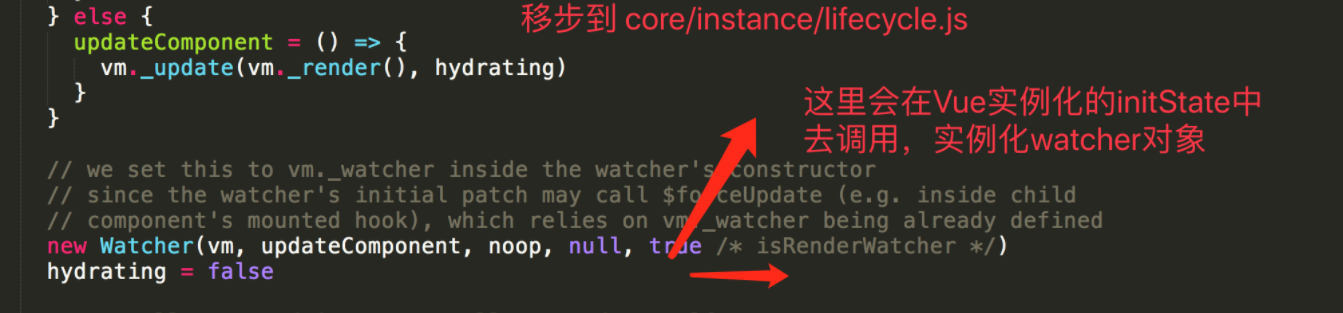 } else {
移步到 core/instance/lifecycle.js
updateComponent = () => {
vm._update(vm._render(), hydrating)
}
}
这里会在Vue实例化的initState中
去调用，实例化watcher对象
// we set this to vm._watcher inside the watcher's constructor
// since the watcher's initial patch may call $forceUpdate (e.g. inside child
// component's mounted hook), which relies on vm._watcher being already defined
new Watcher(vm, updateComponent, noop, null, true /* isRenderWatcher */)
hydrating = false